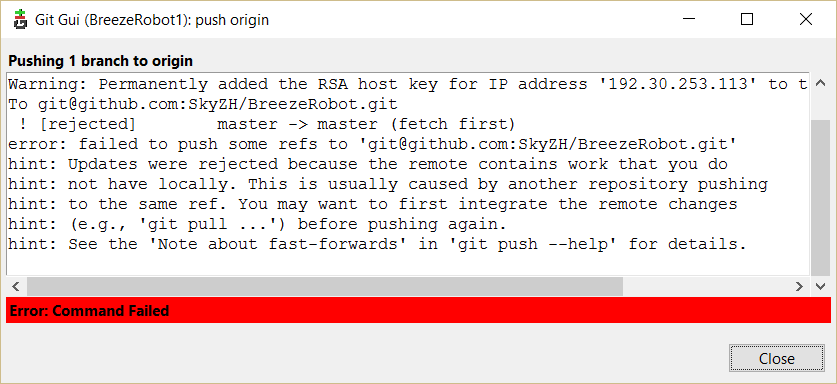 Git Gui (BreezeRobot1): push origin
Pushing 1 branch to origin
Warning: Permanently added the RSA host key for IP address '192.30.253.113' to t
To git@github.com:SkyZH/BreezeRobot.git
 ! [rejected]        master -> master (fetch first)
error: failed to push some refs to 'git@github.com:SkyZH/BreezeRobot.git'
hint: Updates were rejected because the remote contains work that you do
hint: not have locally. This is usually caused by another repository pushing
hint: to the same ref. You may want to first integrate the remote changes
hint: (e.g., 'git pull ...') before pushing again.
hint: See the 'Note about fast-forwards' in 'git push --help' for details.
Error: Command Failed
Close